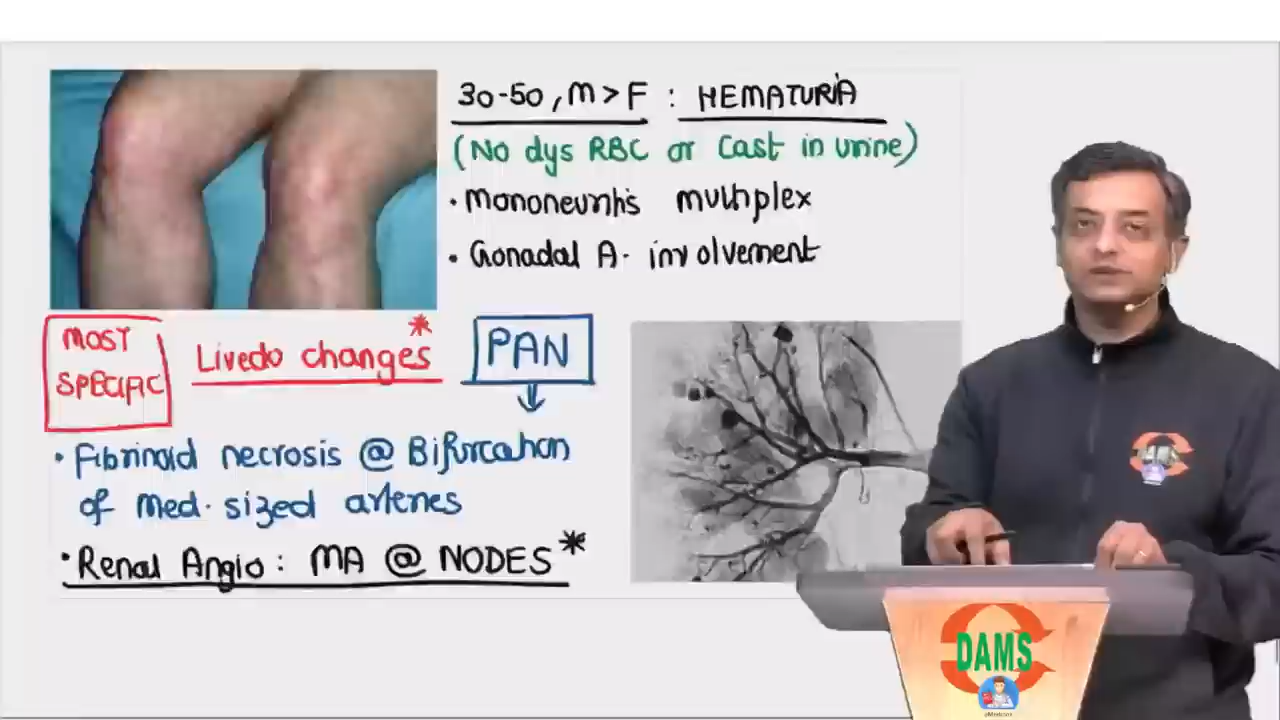 30-50, M > F : HEMATURIA
(No dys RBC or Cast in urine)
• Mononeuritis multiplex
• Gonadal A. involvement
MOST
SPECIFIC
Livedo changes *
PAN
• Fibrinoid necrosis @ Bifurcation
of med. sized arteries
• Renal Angio : MA @ NODES *
DAMS